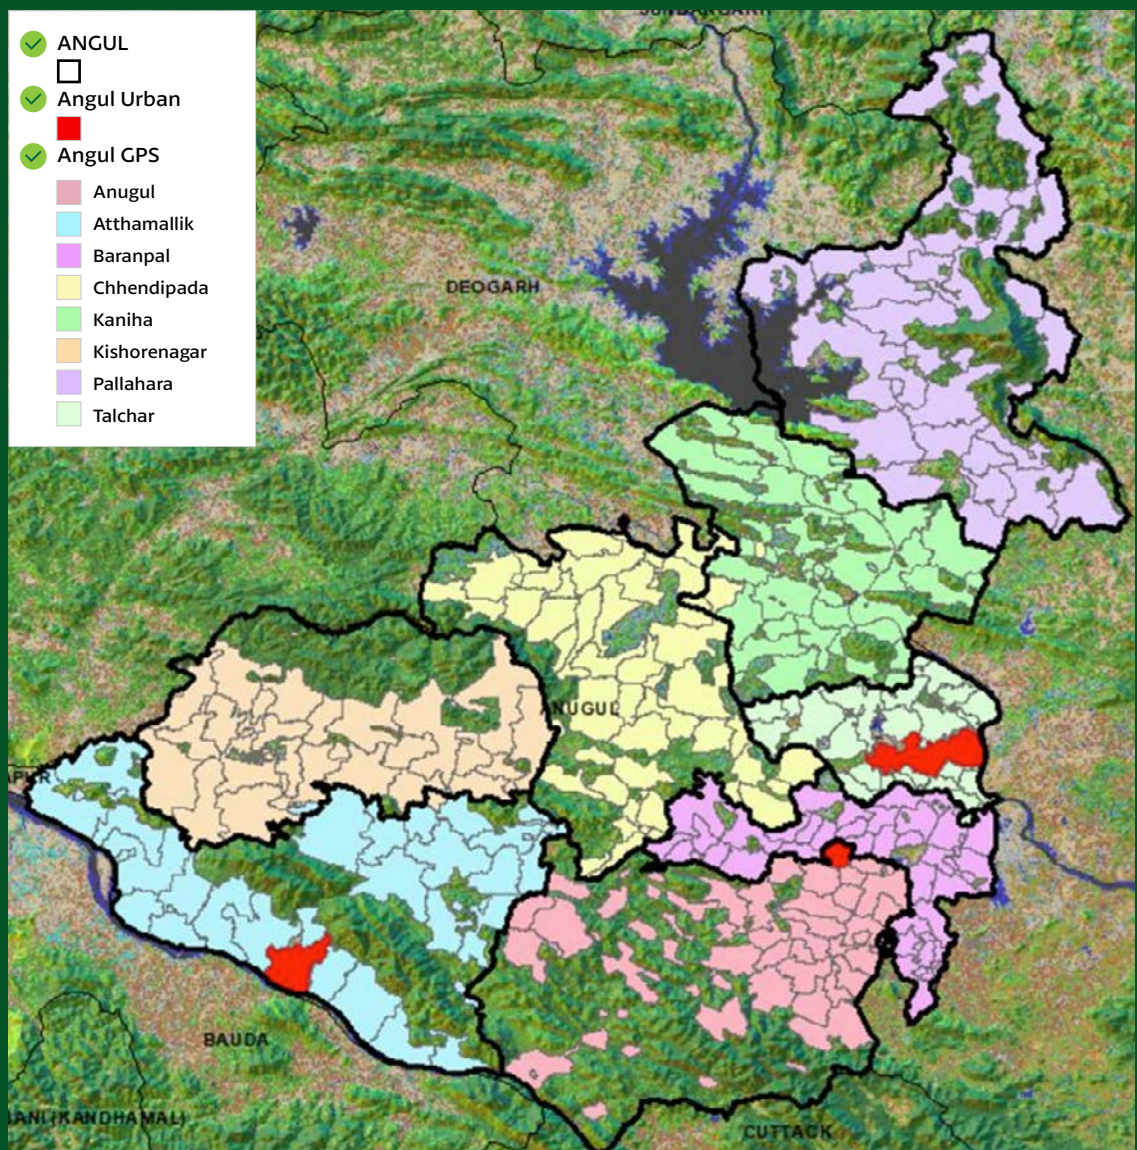 ANGUL
Angul Urban
Angul GPS
Anugul
Atthamallik
Baranpal
Chhendipada
Kaniha
Kishorenagar
Pallahara
Talchar
DEOGARH
ANUGUL
BAUDA
CUTTACK